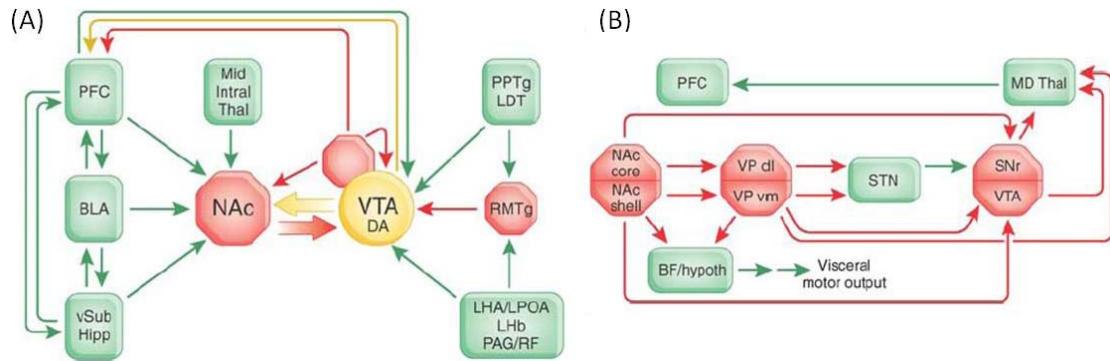 (A)
PFC
Mid
Intral
Thal
PPTg
LDT
BLA
NAc
VTA
DA
RMTg
vSub
Hipp
LHA/LPOA
LHb
PAG/RF
(B)
PFC
MD Thal
NAc
core
NAc
shell
VP dl
VP vm
STN
SNr
VTA
BF/hypoth
Visceral
motor output